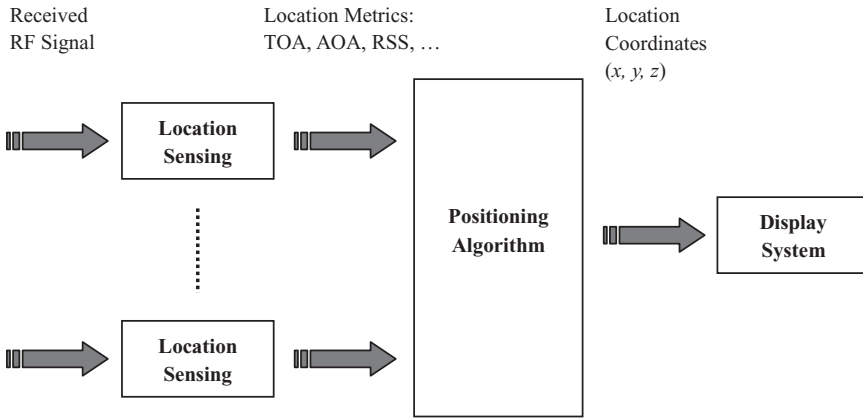 Received
RF Signal
Location Metrics:
TOA, AOA, RSS, …
Location
Coordinates
(x, y, z)
Location
Sensing
Positioning
Algorithm
Display
System
Location
Sensing